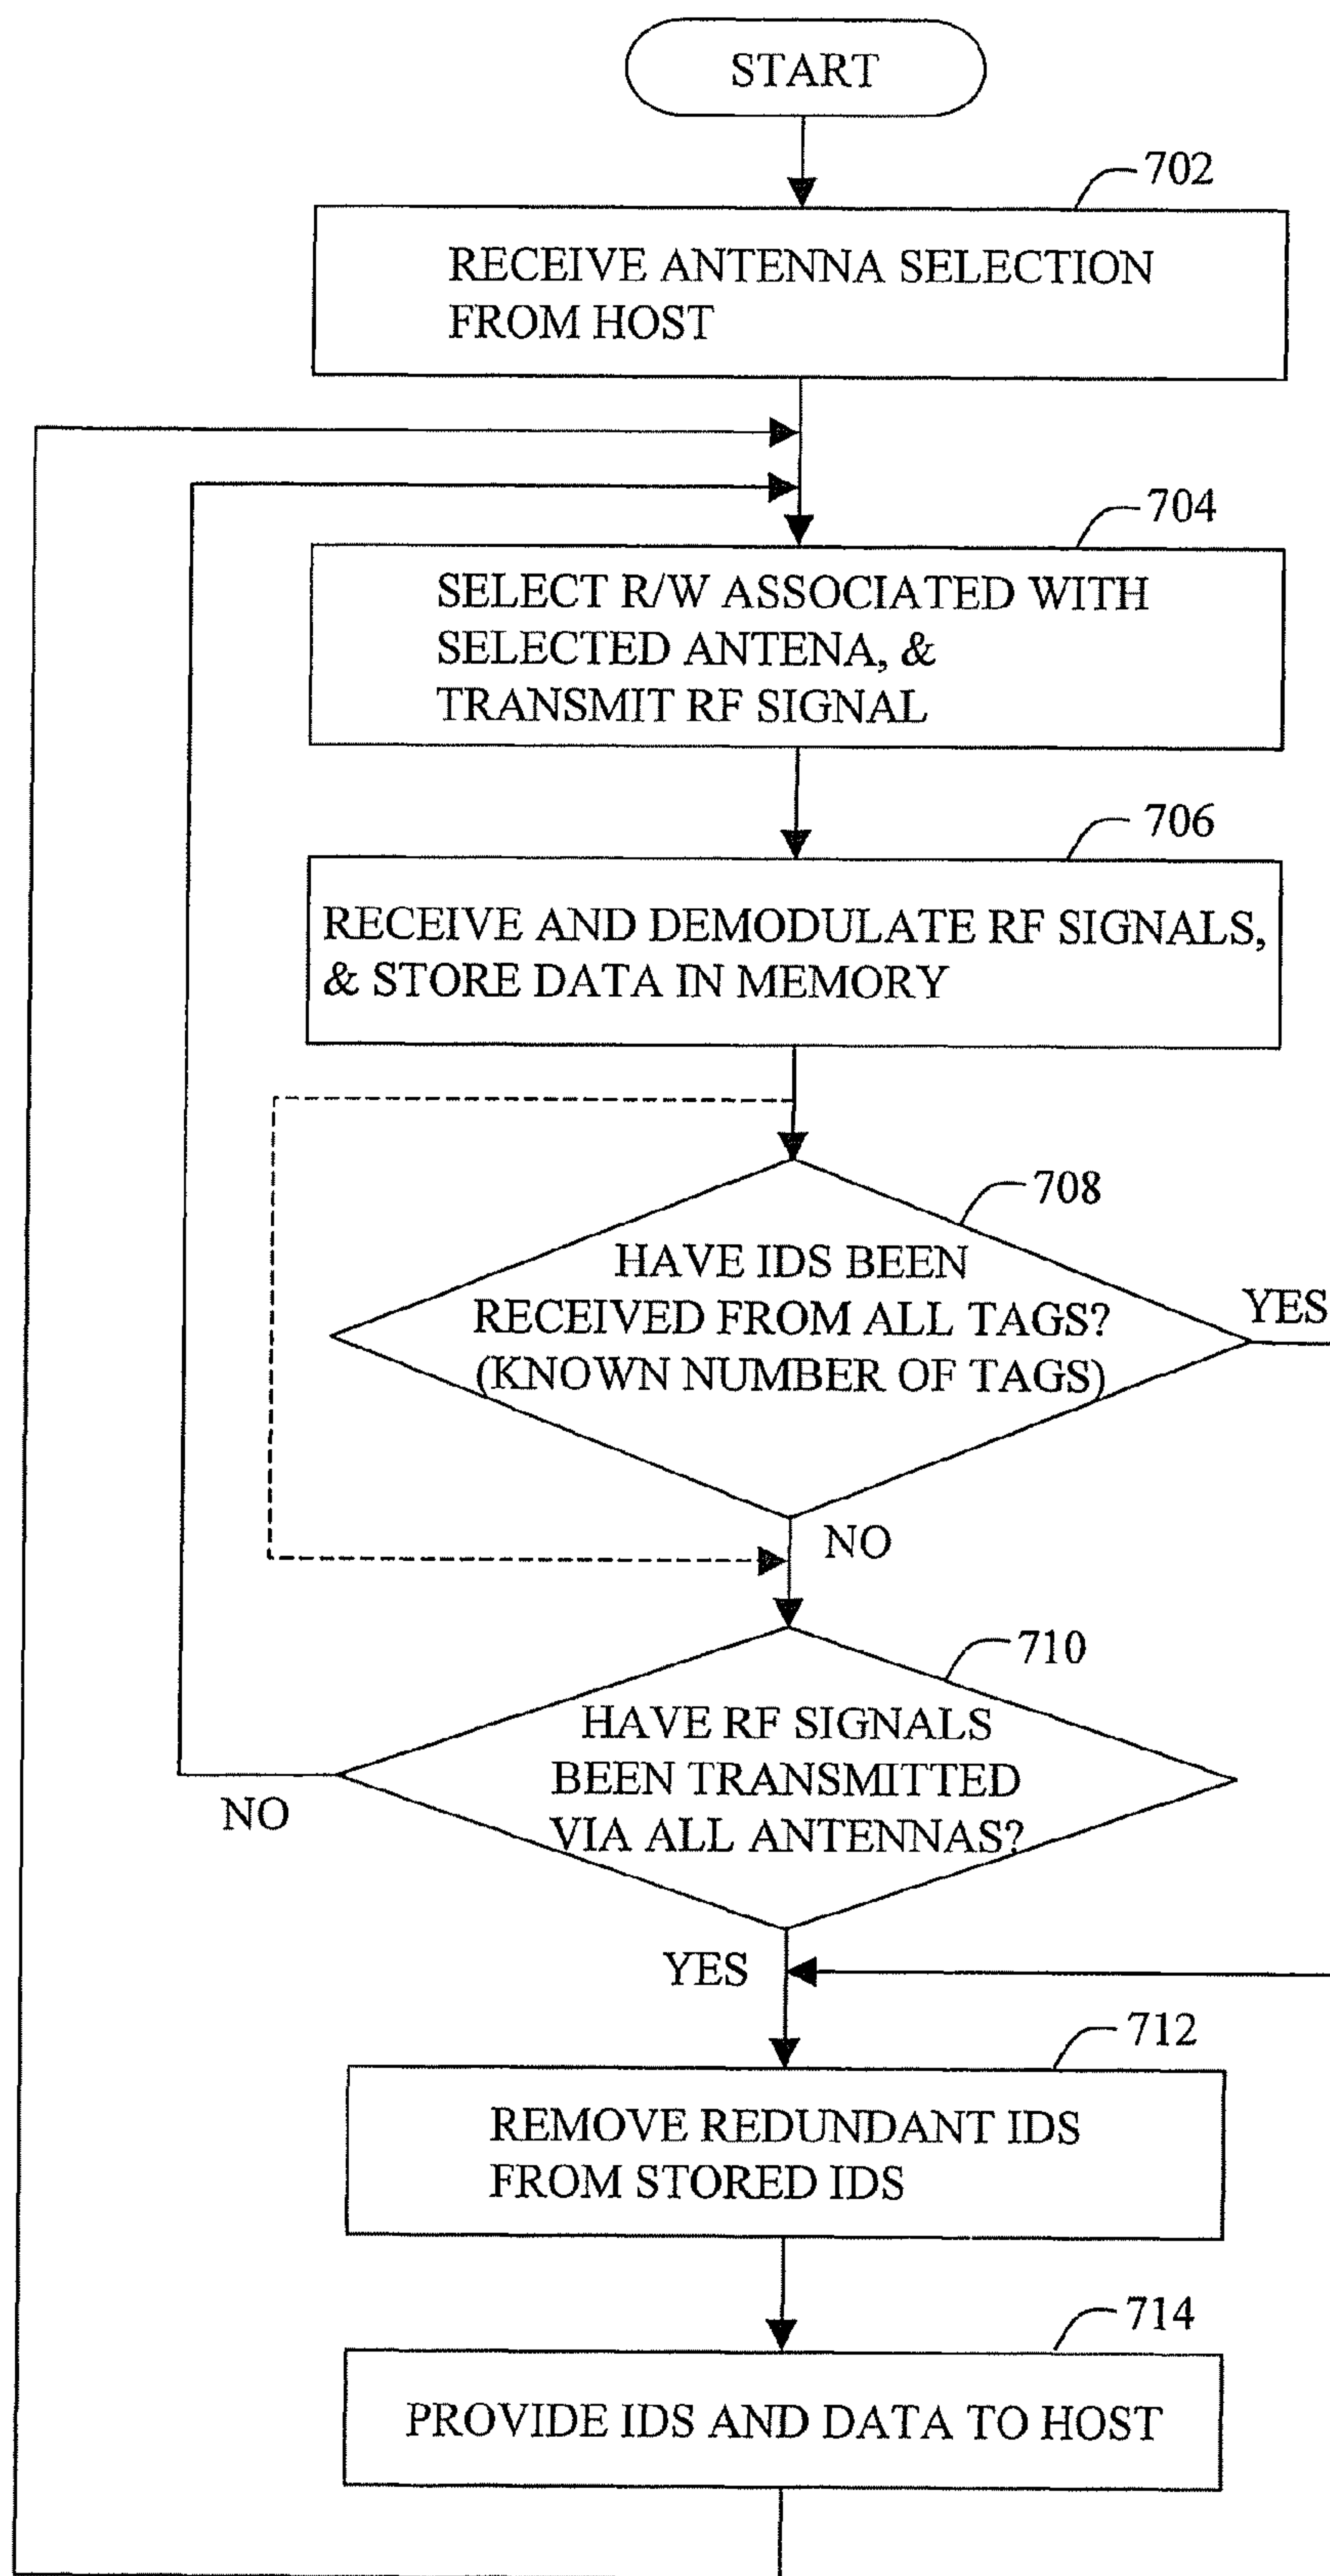 START
702
RECEIVE ANTENNA SELECTION
FROM HOST
704
SELECT R/W ASSOCIATED WITH
SELECTED ANTENA, &
TRANSMIT RF SIGNAL
706
RECEIVE AND DEMODULATE RF SIGNALS,
& STORE DATA IN MEMORY
708
HAVE IDS BEEN
RECEIVED FROM ALL TAGS?
(KNOWN NUMBER OF TAGS)
YES
NO
710
HAVE RF SIGNALS
BEEN TRANSMITTED
VIA ALL ANTENNAS?
NO
YES
712
REMOVE REDUNDANT IDS
FROM STORED IDS
714
PROVIDE IDS AND DATA TO HOST